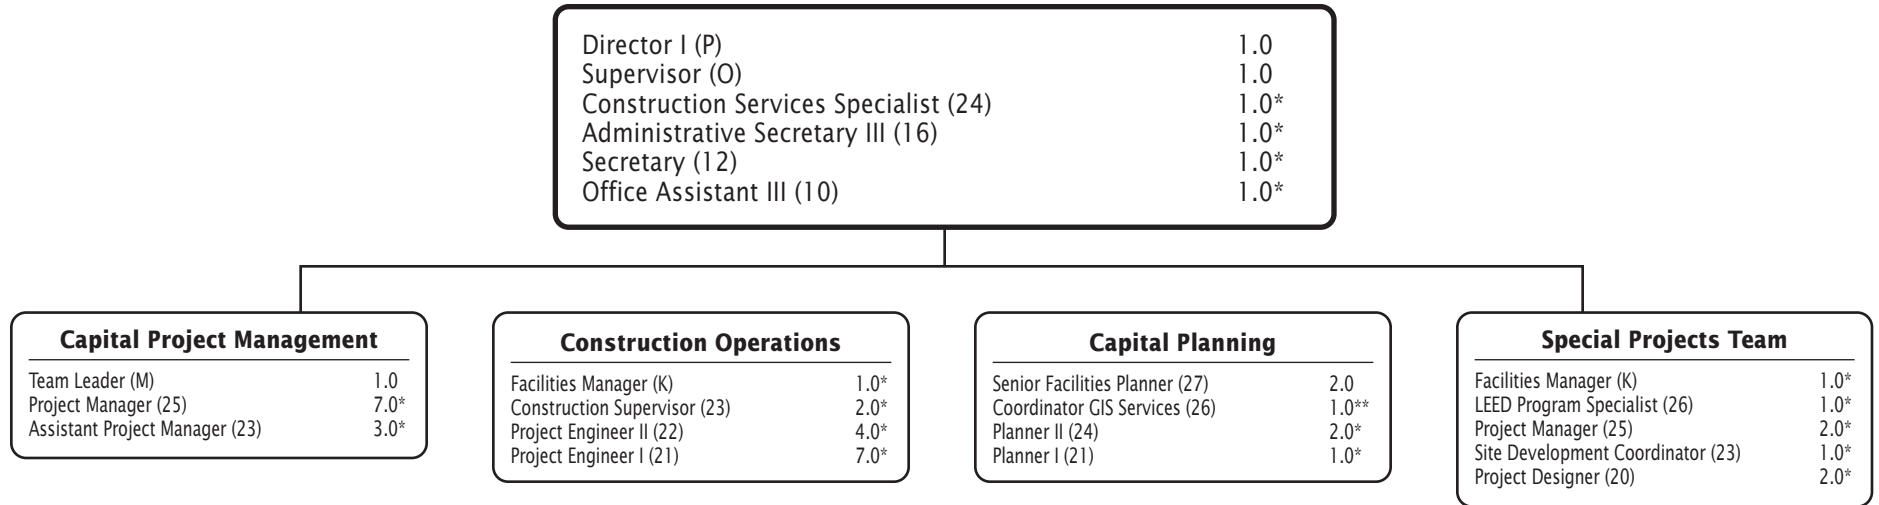 Director I (P) 1.0
Supervisor (O) 1.0
Construction Services Specialist (24) 1.0*
Administrative Secretary III (16) 1.0*
Secretary (12) 1.0*
Office Assistant III (10) 1.0*
Capital Project Management
Team Leader (M) 1.0
Project Manager (25) 7.0*
Assistant Project Manager (23) 3.0*
Construction Operations
Facilities Manager (K) 1.0*
Construction Supervisor (23) 2.0*
Project Engineer II (22) 4.0*
Project Engineer I (21) 7.0*
Capital Planning
Senior Facilities Planner (27) 2.0
Coordinator GIS Services (26) 1.0**
Planner II (24) 2.0*
Planner I (21) 1.0*
Special Projects Team
Facilities Manager (K) 1.0*
LEED Program Specialist (26) 1.0*
Project Manager (25) 2.0*
Site Development Coordinator (23) 1.0*
Project Designer (20) 2.0*